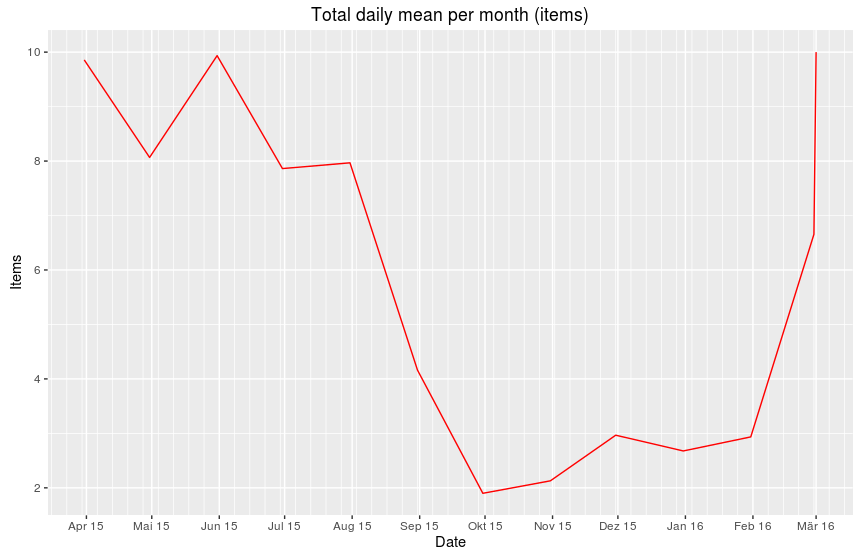 Total daily mean per month (items)
10
8
6
4
2
Items
Apr 15 Mai 15 Jun 15 Jul 15 Aug 15 Sep 15 Okt 15 Nov 15 Dez 15 Jan 16 Feb 16 Mär 16
Date